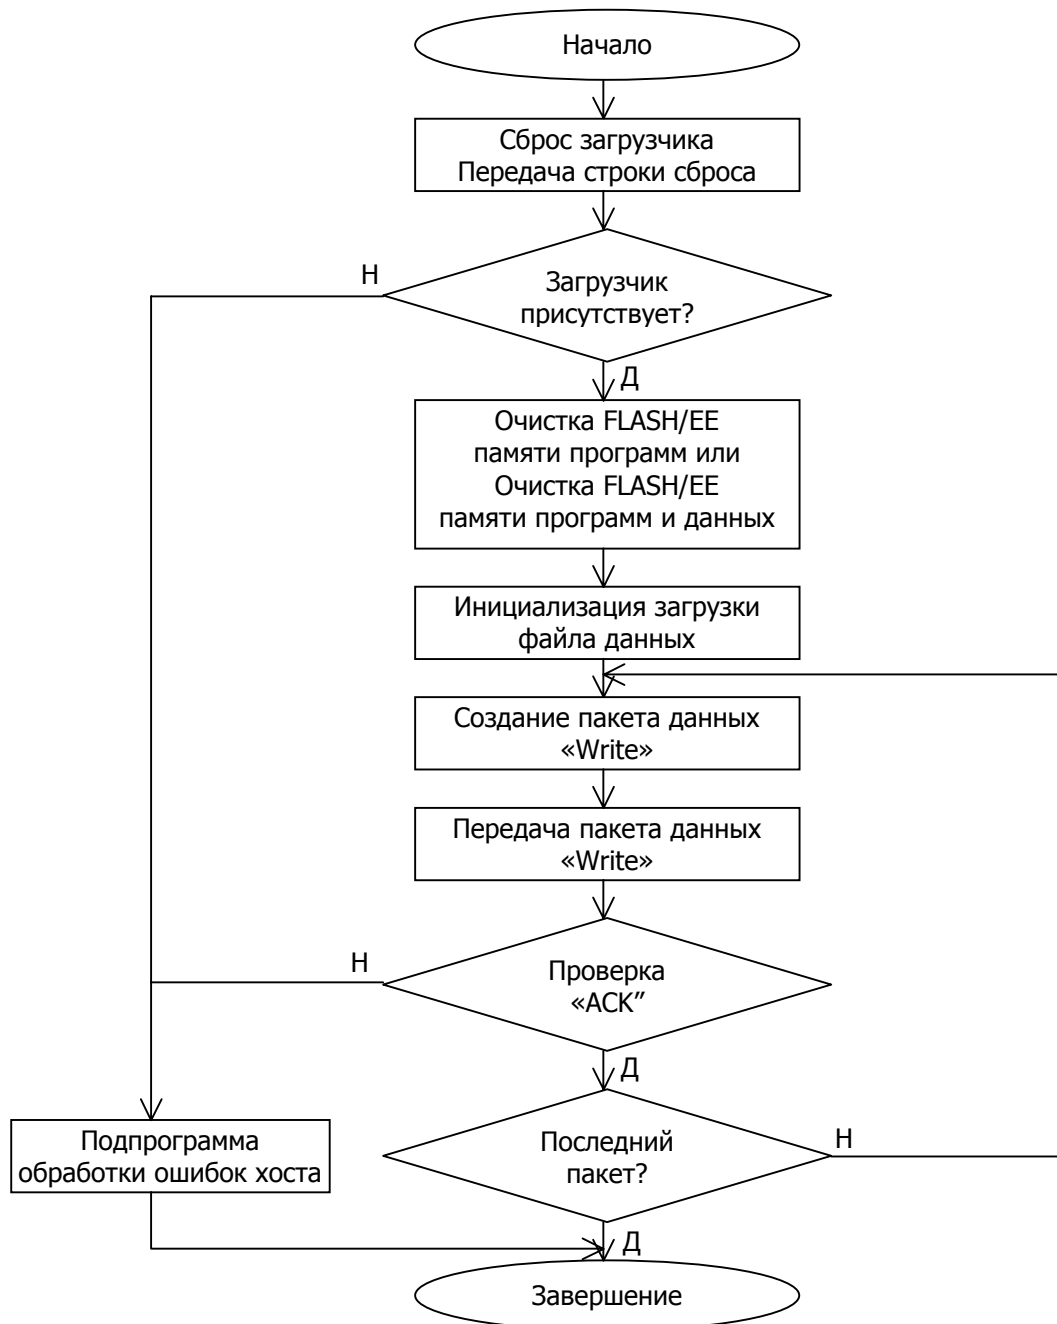 Начало
Сброс загрузчика
Передача строки сброса
Н
Загрузчик
присутствует?
Д
Очистка FLASH/EE
памяти программ или
Очистка FLASH/EE
памяти программ и данных
Инициализация загрузки
файла данных
Создание пакета данных
«Write»
Передача пакета данных
«Write»
Н
Проверка
«ACK”
Д
Подпрограмма
обработки ошибок хоста
Последний
пакет?
Н
Д
Завершение